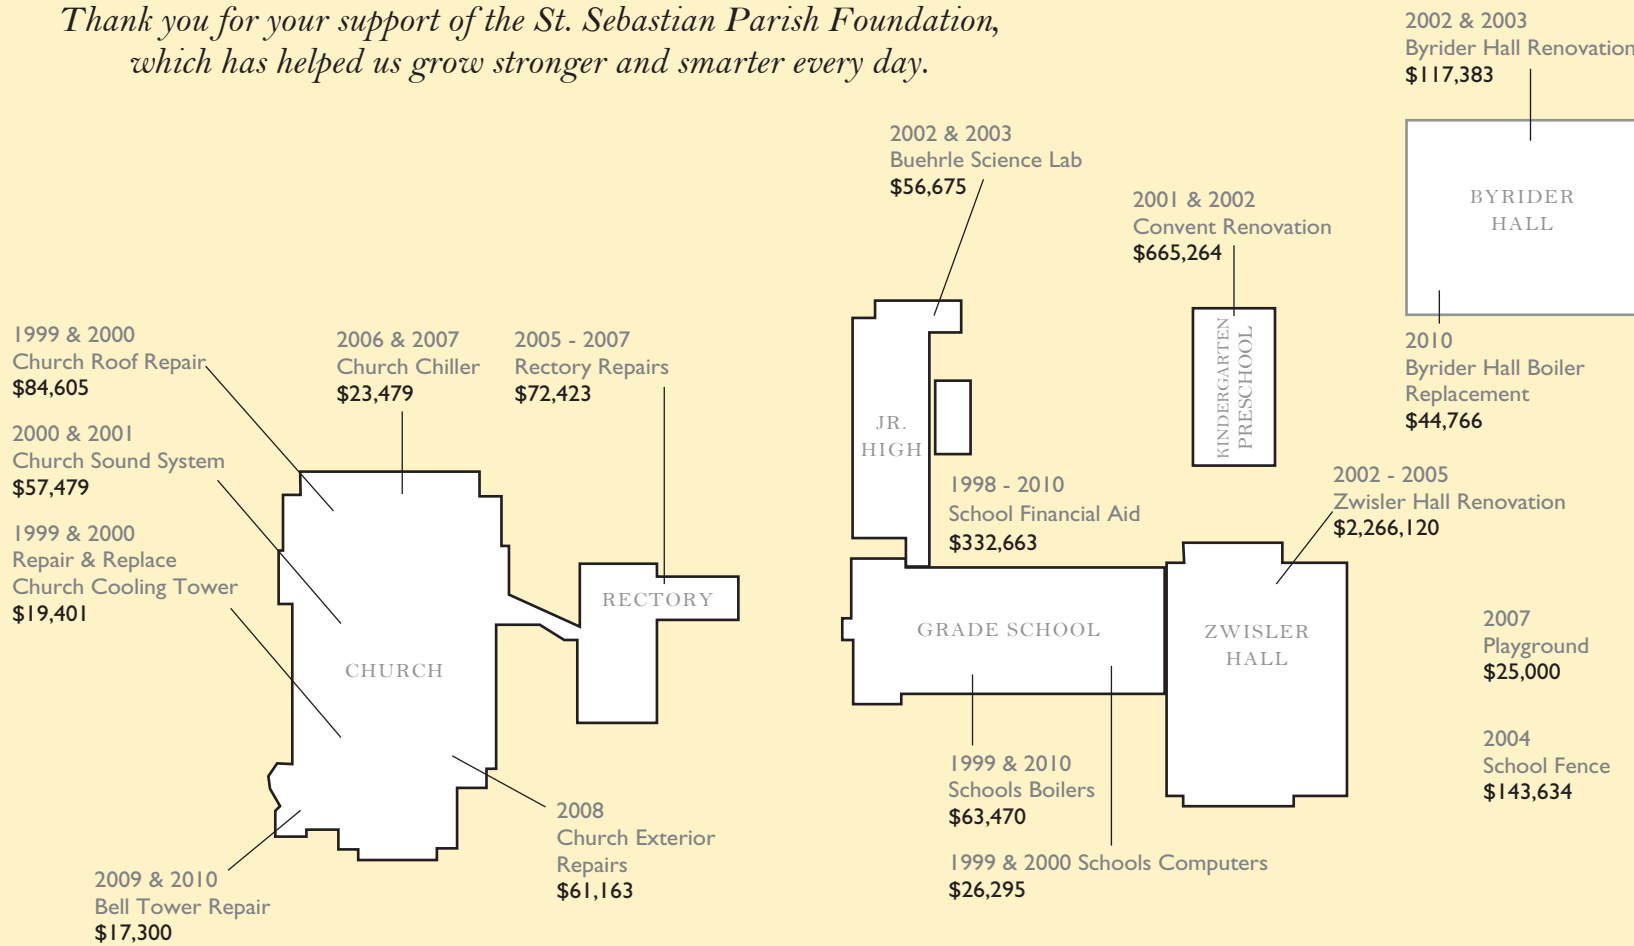 Thank you for your support of the St. Sebastian Parish Foundation,
which has helped us grow stronger and smarter every day.
2002 & 2003
Byrider Hall Renovation
$117,383
BYRIDER
HALL
2010
Byrider Hall Boiler
Replacement
$44,766
2002 & 2003
Buehrle Science Lab
$56,675
2001 & 2002
Convent Renovation
$665,264
KINDERGARTEN
PRESCHOOL
JR.
HIGH
1999 & 2000
Church Roof Repair
$84,605
2000 & 2001
Church Sound System
$57,479
1999 & 2000
Repair & Replace
Church Cooling Tower
$19,401
2006 & 2007
Church Chiller
$23,479
2005 - 2007
Rectory Repairs
$72,423
RECTORY
CHURCH
2009 & 2010
Bell Tower Repair
$17,300
2008
Church Exterior
Repairs
$61,163
1998 - 2010
School Financial Aid
$332,663
GRADE SCHOOL
2002 - 2005
Zwisler Hall Renovation
$2,266,120
ZWISLER
HALL
1999 & 2010
Schools Boilers
$63,470
1999 & 2000 Schools Computers
$26,295
2007
Playground
$25,000
2004
School Fence
$143,634